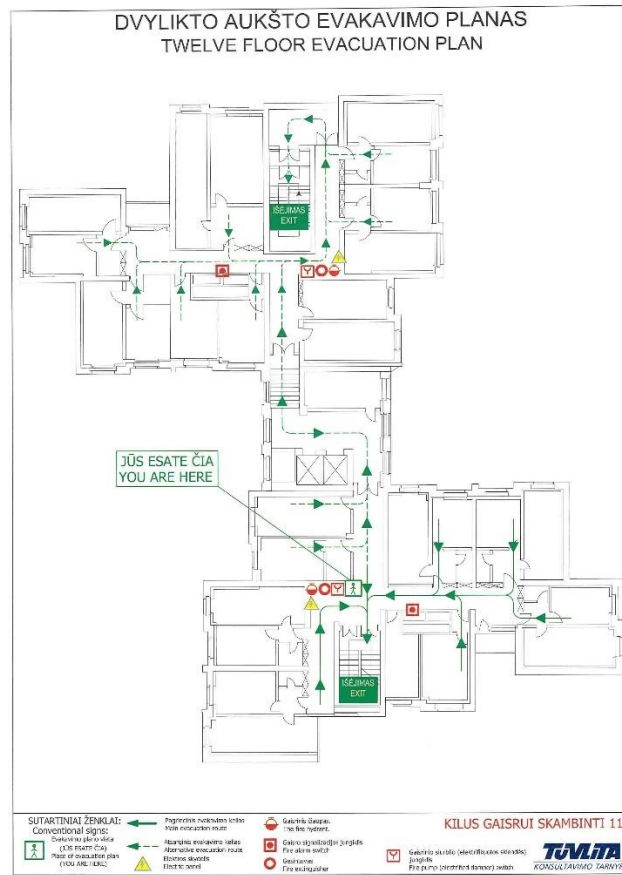 DVYLIKTO AUKŠTO EVAKAVIMO PLANAS
TWELVE FLOOR EVACUATION PLAN
IŠĖJIMAS
EXIT
JŪS ESATE ČIA
YOU ARE HERE
IŠĖJIMAS
EXIT
SUTARTINIAI ŽENKLAI:
Conventional signs:
Evakavimo plano vieta
(JŪS ESATE ČIA)
Place of evacuation plan
(YOU ARE HERE)
Pagrindinis evakavimo kelias
Main evacuation route
Atsarginis evakavimo kelias
Alternative evacuation route
Elektros skydelis
Electric panel
Gaisrinis čiaupas.
The fire hydrant.
Gaisro signalizacijos jungiklis
Fire alarm switch
Gesintuvas
Fire extinguisher
Gaisrinio siurblio (elektrifikuotos sklendės)
jungiklis
Fire pump (electrified damper) switch
KILUS GAISRUI SKAMBINTI 11
TUVLITA
KONSULTAVIMO TARNYB